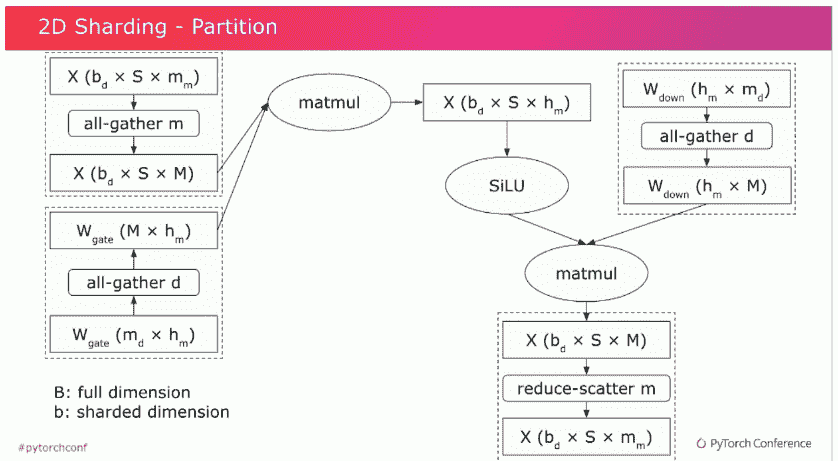 2D Sharding - Partition
X (b_d × S × m_m)
all-gather m
X (b_d × S × M)
W_gate (M × h_m)
all-gather d
W_gate (m_d × h_m)
matmul
X (b_d × S × h_m)
SiLU
W_down (h_m × m_d)
all-gather d
W_down (h_m × M)
matmul
X (b_d × S × M)
reduce-scatter m
X (b_d × S × m_m)
B: full dimension
b: sharded dimension
#pytorchconf
PyTorch Conference